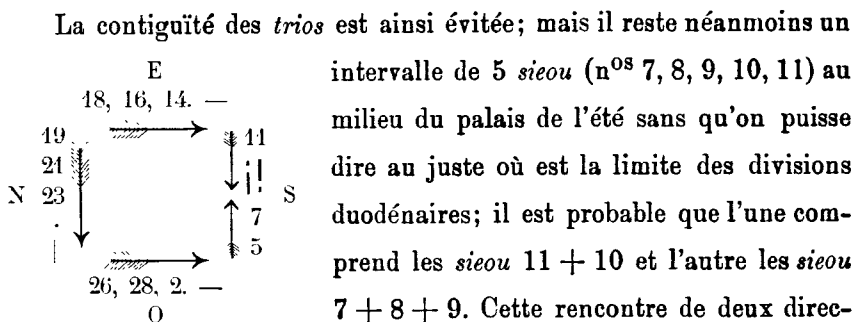 La contiguïté des trios est ainsi évitée; mais il reste néanmoins un
intervalle de 5 sieou (nos 7, 8, 9, 10, 11) au
milieu du palais de l'été sans qu'on puisse
dire au juste où est la limite des divisions
duodénaires; il est probable que l'une com-
prend les sieou 11 + 10 et l'autre les sieou
7 + 8 + 9. Cette rencontre de deux direc-
E
18, 16, 14. —
19
21
23
N
11
S
7
5
26, 28, 2. —
O